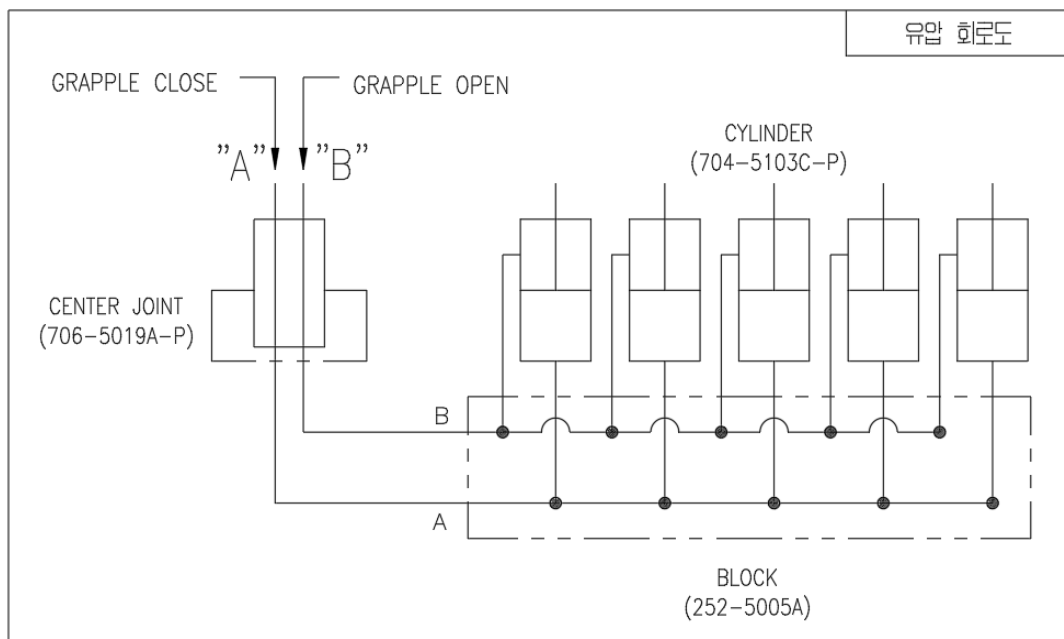 유압 회로도
GRAPPLE CLOSE
GRAPPLE OPEN
"A"
"B"
CYLINDER
(704-5103C-P)
CENTER JOINT
(706-5019A-P)
B
A
BLOCK
(252-5005A)